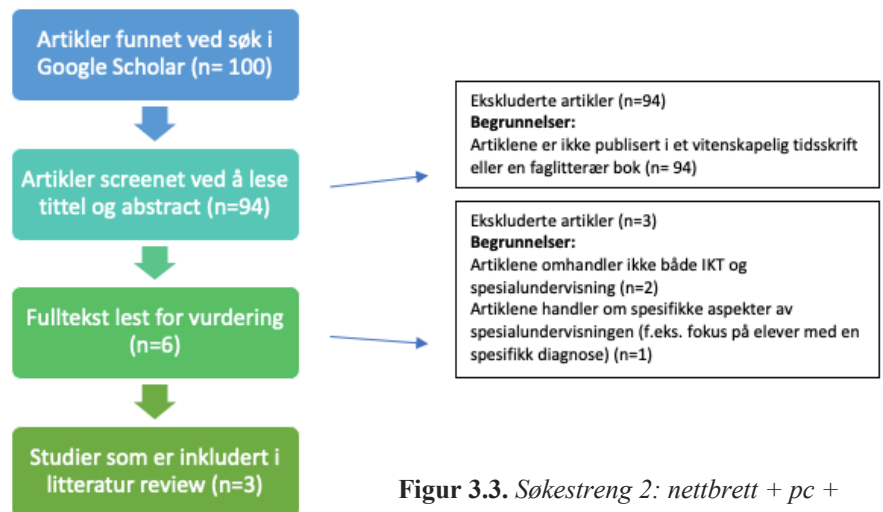 Artikler funnet ved søk i
Google Scholar (n= 100)
Ekskluderte artikler (n=94)
Begrunnelser:
Artiklene er ikke publisert i et vitenskapelig tidsskrift
eller en faglitterær bok (n= 94)
Artikler screenet ved å lese
tittel og abstract (n=94)
Ekskluderte artikler (n=3)
Begrunnelser:
Artiklene omhandler ikke både IKT og
spesialundervisning (n=2)
Artiklene handler om spesifikke aspekter av
spesialundervisningen (f.eks. fokus på elever med en
spesifikk diagnose) (n=1)
Fulltekst lest for vurdering
(n=6)
Studier som er inkludert i
litteratur review (n=3)
Figur 3.3. Søkestreng 2: nettbrett + pc +